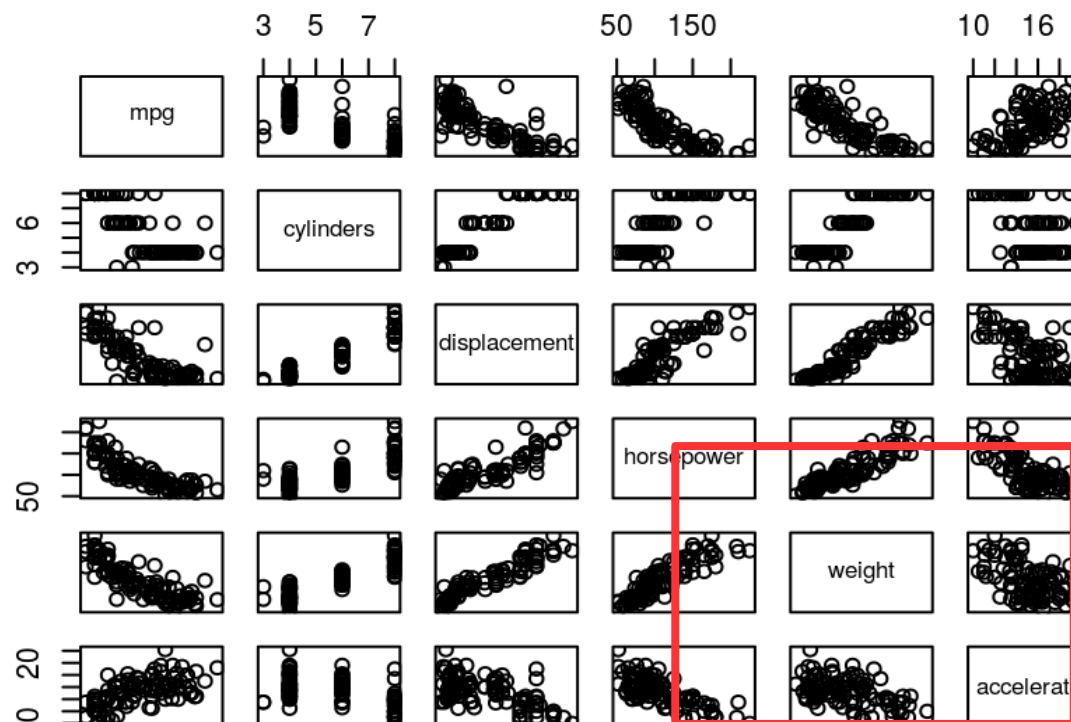 3 5 7 50 150 10 16
mpg
3 6 cylinders
displacement
50 horsepower
weight
0 20 accelerat